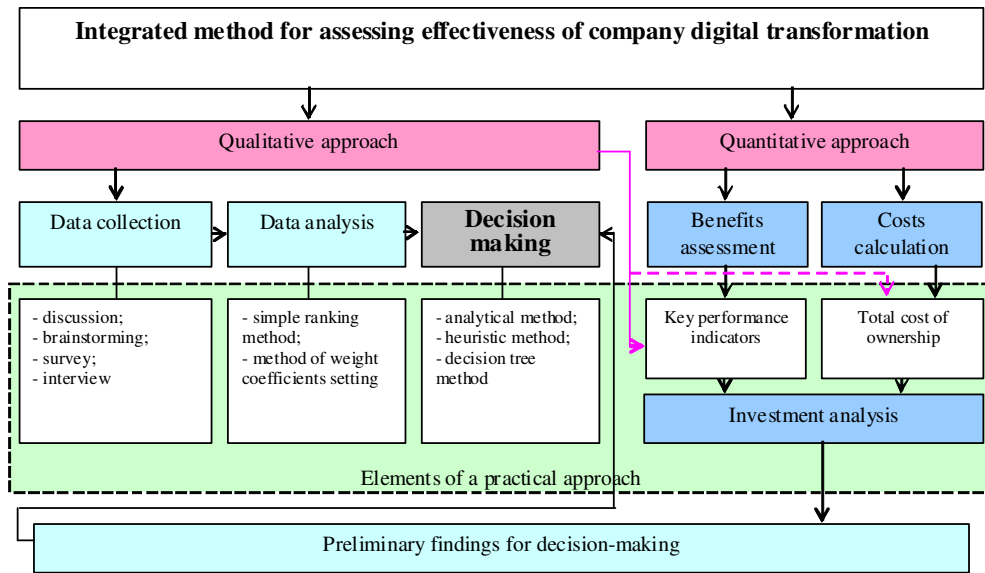 Integrated method for assessing effectiveness of company digital transformation
Qualitative approach
Quantitative approach
Data collection
Data analysis
Decision
making
Benefits
assessment
Costs
calculation
- discussion;
- brainstorming;
- survey;
- interview
- simple ranking
method;
- method of weight
coefficients setting
- analytical method;
- heuristic method;
- decision tree
method
Key performance
indicators
Total cost of
ownership
Investment analysis
Elements of a practical approach
Preliminary findings for decision-making